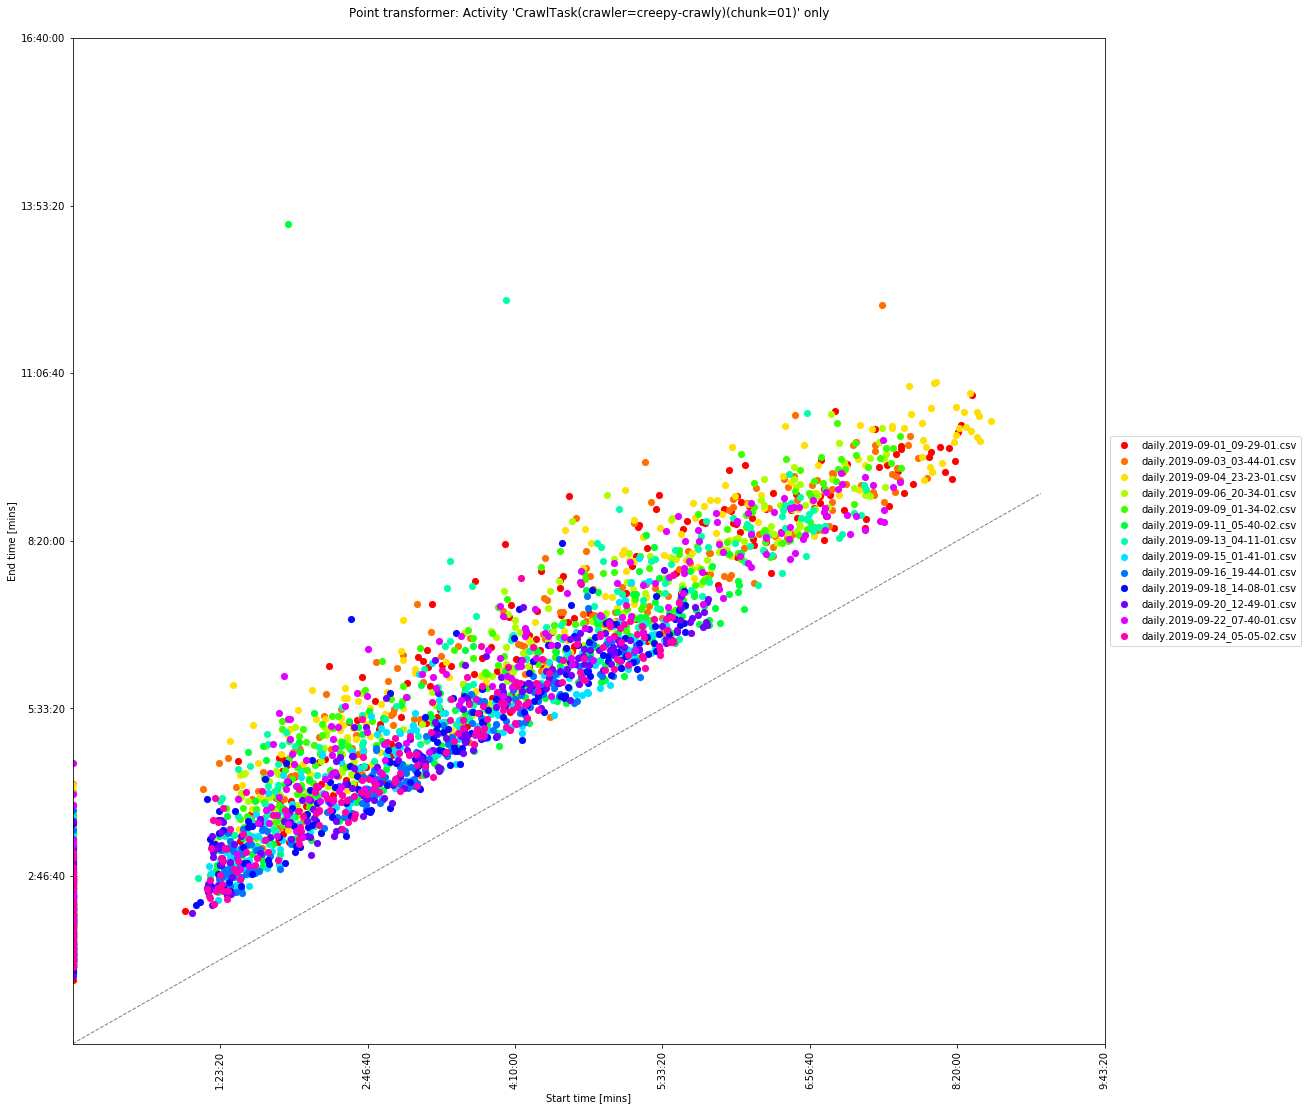 Point transformer: Activity 'CrawlTask(crawler=creepy-crawly)(chunk=01)' only
16:40:00
13:53:20
11:06:40
8:20:00
5:33:20
2:46:40
End time [mins]
1:23:20
2:46:40
4:10:00
5:33:20
6:56:40
8:20:00
9:43:20
Start time [mins]
daily.2019-09-01_09-29-01.csv
daily.2019-09-03_03-44-01.csv
daily.2019-09-04_23-23-01.csv
daily.2019-09-06_20-34-01.csv
daily.2019-09-09_01-34-02.csv
daily.2019-09-11_05-40-02.csv
daily.2019-09-13_04-11-01.csv
daily.2019-09-15_01-41-01.csv
daily.2019-09-16_19-44-01.csv
daily.2019-09-18_14-08-01.csv
daily.2019-09-20_12-49-01.csv
daily.2019-09-22_07-40-01.csv
daily.2019-09-24_05-05-02.csv